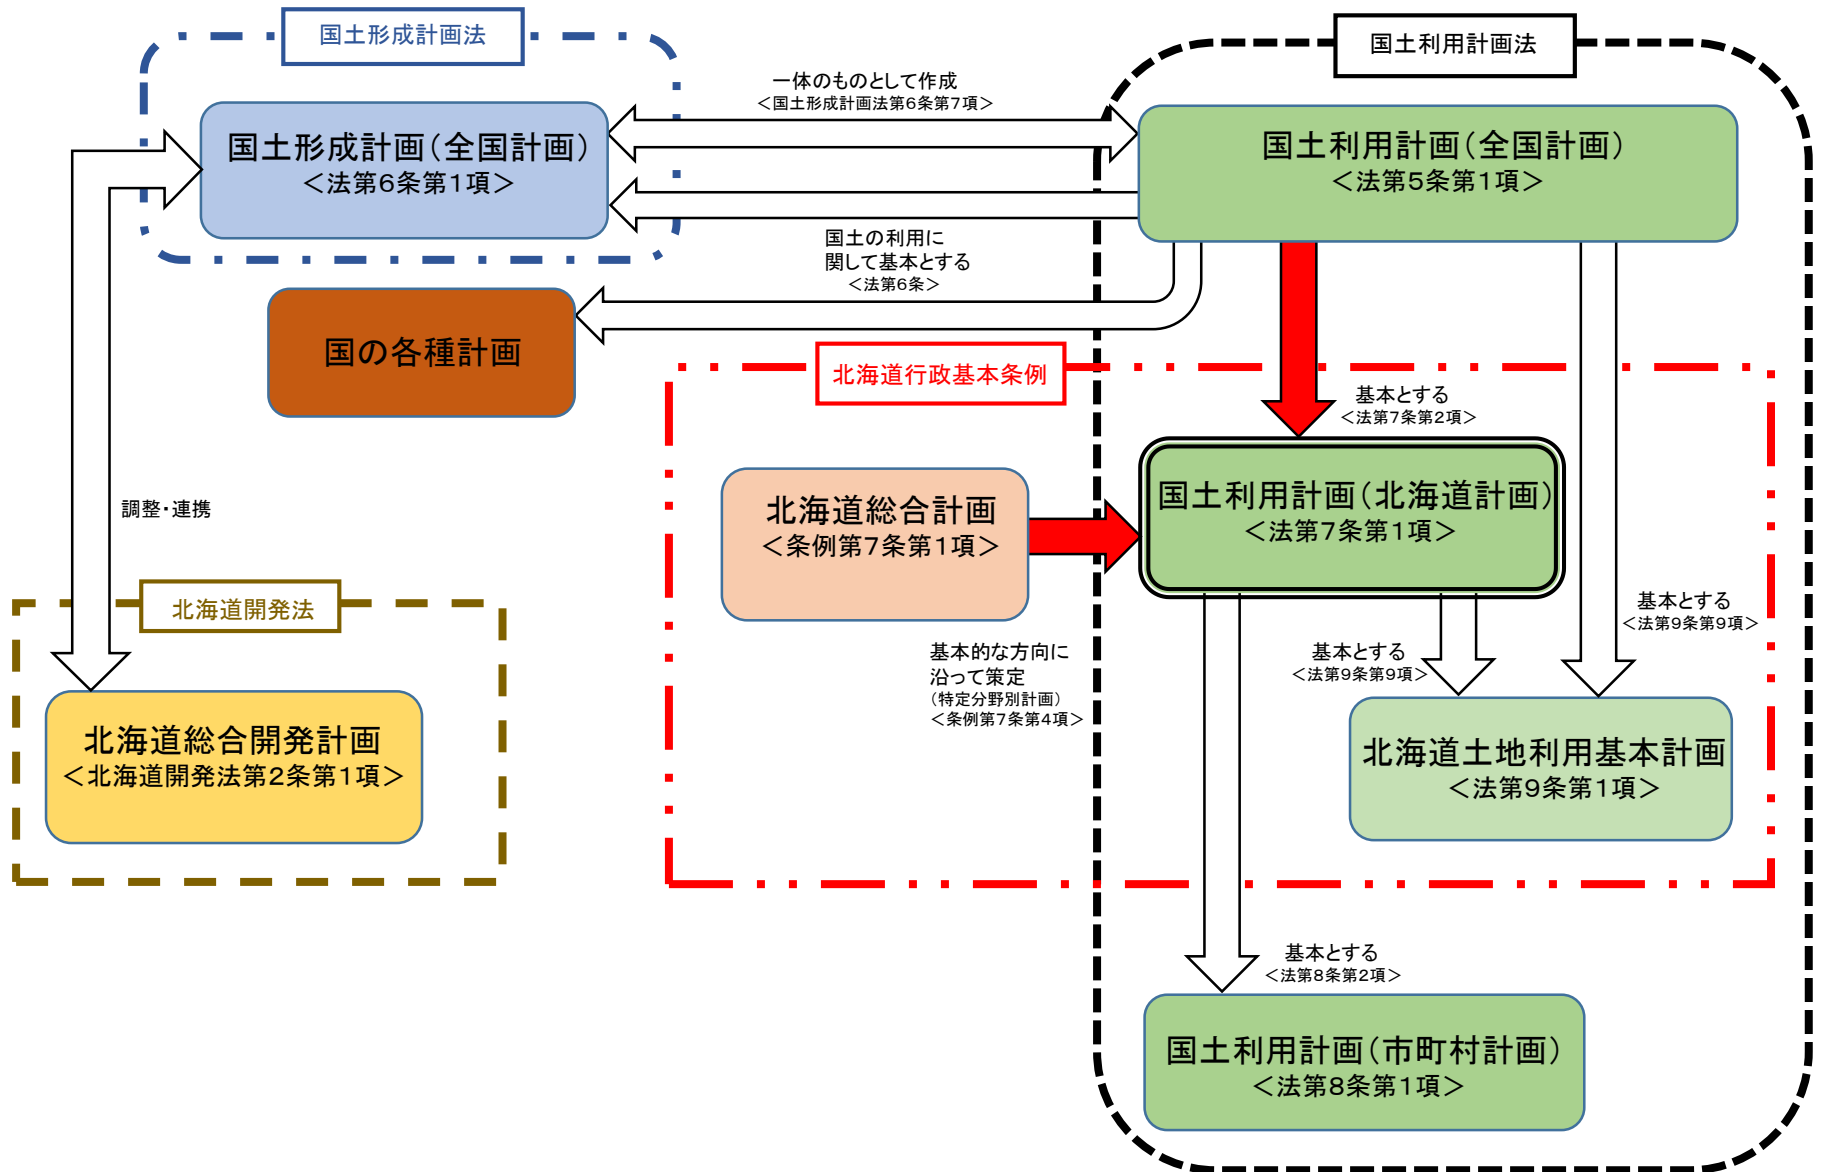 国土形成計画法
国土利用計画法
一体のものとして作成
＜国土形成計画法第6条第7項＞
国土形成計画（全国計画）
＜法第6条第1項＞
国土利用計画（全国計画）
＜法第5条第1項＞
国土の利用に
関して基本とする
＜法第6条＞
国の各種計画
北海道行政基本条例
基本とする
＜法第7条第2項＞
北海道総合計画
＜条例第7条第1項＞
国土利用計画（北海道計画）
＜法第7条第1項＞
調整・連携
北海道開発法
基本とする
＜法第9条第9項＞
基本的な方向に
沿って策定
（特定分野別計画）
＜条例第7条第4項＞
基本とする
＜法第9条第9項＞
北海道総合開発計画
＜北海道開発法第2条第1項＞
北海道土地利用基本計画
＜法第9条第1項＞
基本とする
＜法第8条第2項＞
国土利用計画（市町村計画）
＜法第8条第1項＞